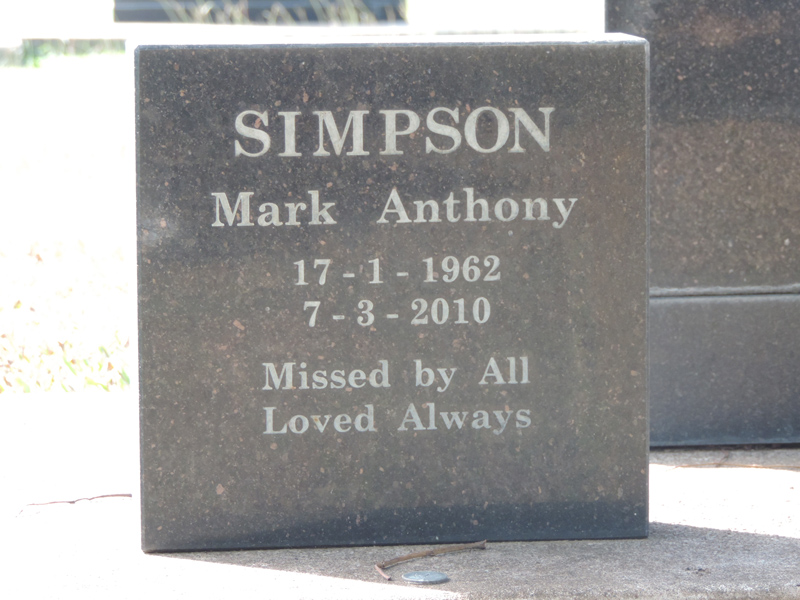 SIMPSON
Mark Anthony
17 - 1 - 1962
7 - 3 - 2010
Missed by All
Loved Always